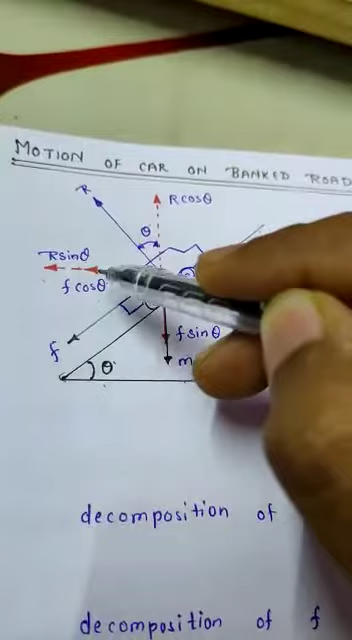 MOTION OF CAR ON BANKED ROAD
R
Rcosθ
θ
Rsinθ
fcosθ
f
fsinθ
m
θ
decomposition of
decomposition of f